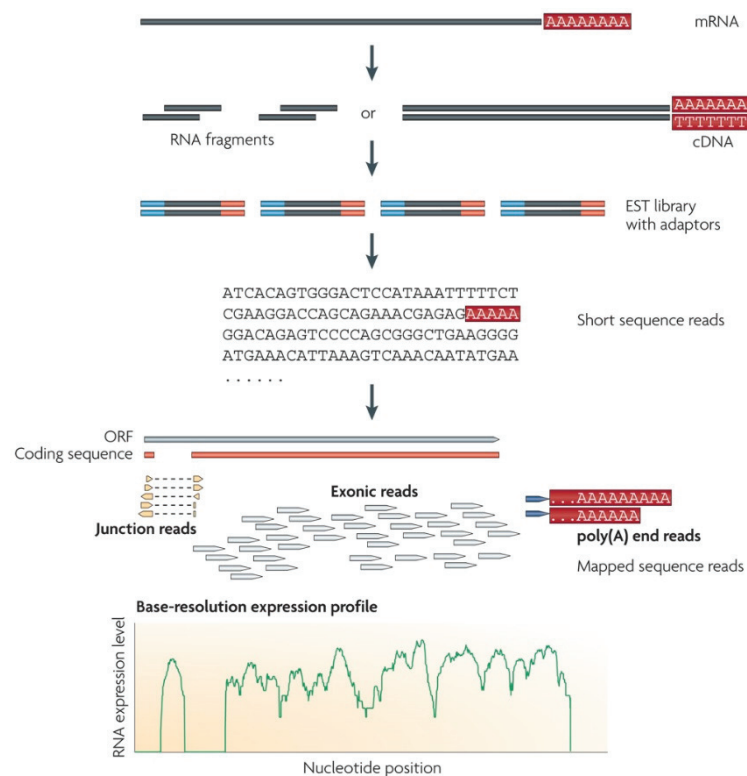 AAAAAAAA
mRNA
AAAAAAA
TTTTTTT
RNA fragments
or
cDNA
EST library
with adaptors
ATCACAGTGGGACTCCATAAATTTTTCT
CGAAGGACCAGCAGAAACGAGAGAAAAA
GGACAGAGTCCCCAGCGGGCTGAAGGGG
ATGAAACATTAAAGTCAAACAATATGAA
......
Short sequence reads
ORF
Coding sequence
Junction reads
Exonic reads
...AAAAAAAAA
...AAAAAA
poly(A) end reads
Mapped sequence reads
Base-resolution expression profile
RNA expression level
Nucleotide position